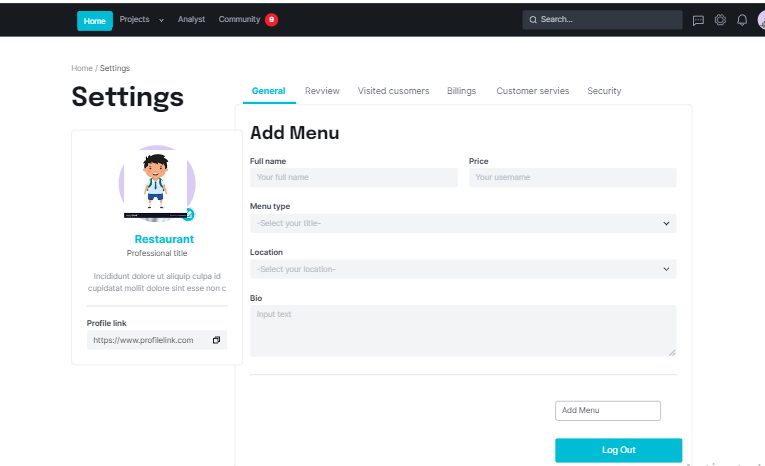 Home Projects Analyst Community 9 Search...
Home / Settings
Settings
General Revview Visited cusomers Billings Customer servies Security
Add Menu
Full name Price
Your full name Your username
Menu type
-Select your title-
Location
-Select your location-
Bio
Input text
Restaurant
Professional title
Incididunt dolore ut aliquip culpa id
cupidatat mollit dolore sint esse non c
Profile link
https://www.profilelink.com
Add Menu
Log Out